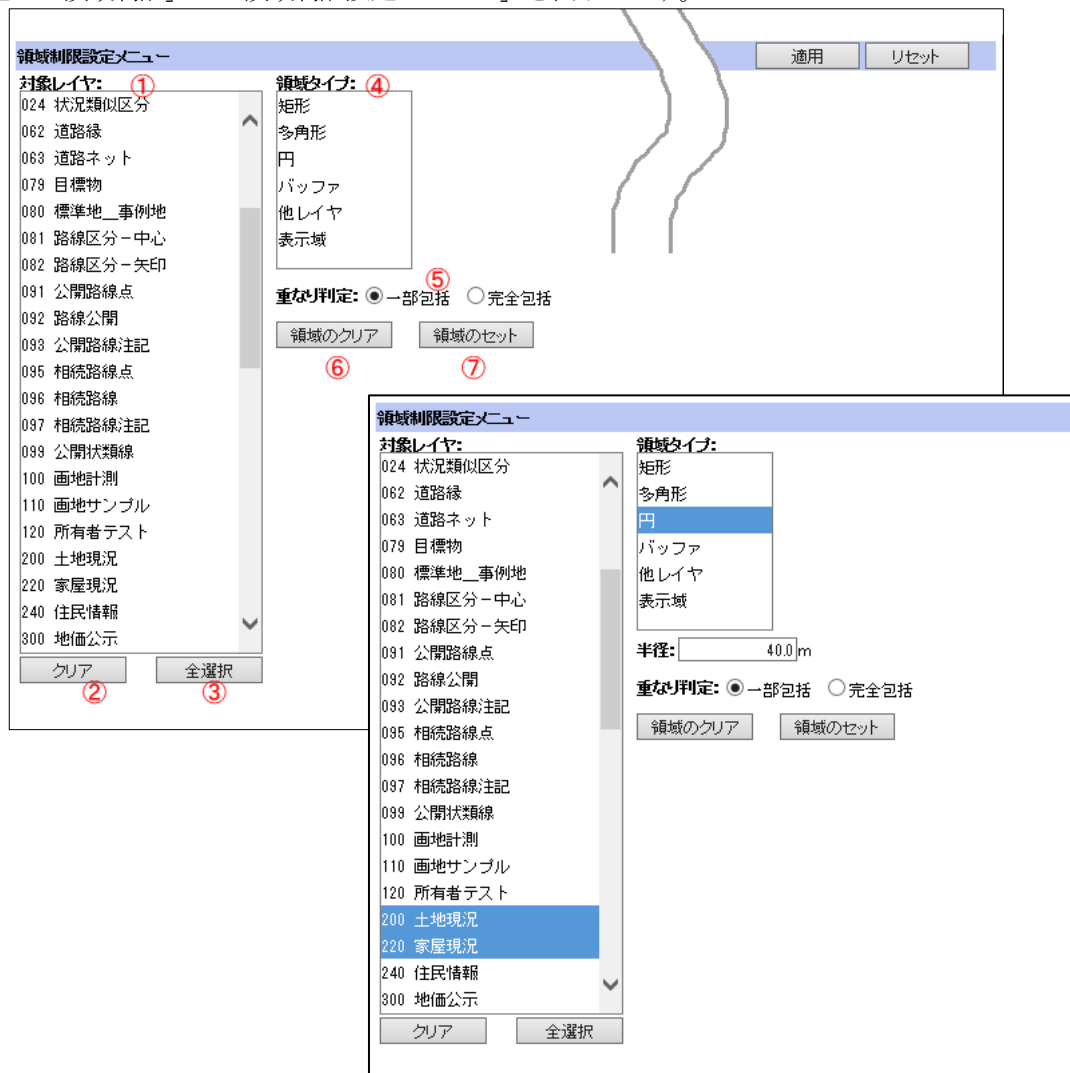 領域制限設定メニュー
適用 リセット
対象レイヤ: ①
領域タイプ: ④
024 状況類似区分
062 道路縁
063 道路ネット
079 目標物
080 標準地__事例地
081 路線区分－中心
082 路線区分－矢印
091 公開路線点
092 路線公開
093 公開路線注記
095 相続路線点
096 相続路線
097 相続路線注記
099 公開状類線
100 画地計測
110 画地サンプル
120 所有者テスト
200 土地現況
220 家屋現況
240 住民情報
300 地価公示
クリア 全選択
② ③
矩形
多角形
円
バッファ
他レイヤ
表示域
⑤
重なり判定: 一部包括 完全包括
領域のクリア 領域のセット
⑥ ⑦
領域制限設定メニュー
対象レイヤ:
領域タイプ:
024 状況類似区分
062 道路縁
063 道路ネット
079 目標物
080 標準地__事例地
081 路線区分－中心
082 路線区分－矢印
091 公開路線点
092 路線公開
093 公開路線注記
095 相続路線点
096 相続路線
097 相続路線注記
099 公開状類線
100 画地計測
110 画地サンプル
120 所有者テスト
200 土地現況
220 家屋現況
240 住民情報
300 地価公示
クリア 全選択
矩形
多角形
円
バッファ
他レイヤ
表示域
半径: 40.0 m
重なり判定: 一部包括 完全包括
領域のクリア 領域のセット